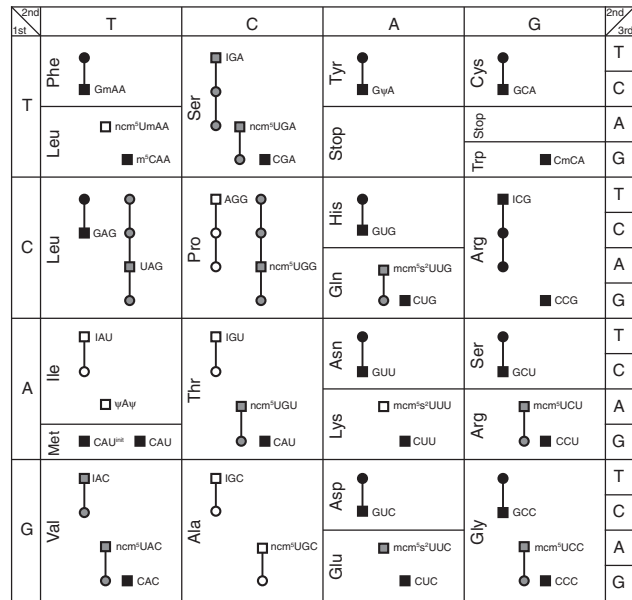 2nd
1st
T
C
A
G
2nd
3rd
T
Phe
GmAA
Leu
ncm⁵UmAA
m⁵CAA
Ser
IGA
ncm⁵UGA
CGA
Tyr
GψA
Stop
Cys
GCA
Stop
Trp
CmCA
T
C
A
G
C
Leu
GAG
UAG
Pro
AGG
ncm⁵UGG
His
GUG
Gln
mcm⁵s²UUG
CUG
Arg
ICG
CCG
T
C
A
G
A
Ile
IAU
ψAψ
Met
CAUinit
CAU
Thr
IGU
ncm⁵UGU
CAU
Asn
GUU
Lys
mcm⁵s²UUU
CUU
Ser
GCU
Arg
mcm⁵UCU
CCU
T
C
A
G
G
Val
IAC
ncm⁵UAC
CAC
Ala
IGC
ncm⁵UGC
Asp
GUC
Glu
mcm⁵s²UUC
CUC
Gly
GCC
mcm⁵UCC
CCC
T
C
A
G